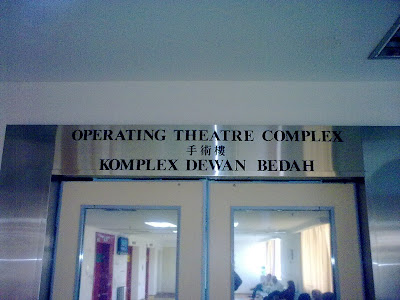 OPERATING THEATRE COMPLEX
手術樓
KOMPLEX DEWAN BEDAH